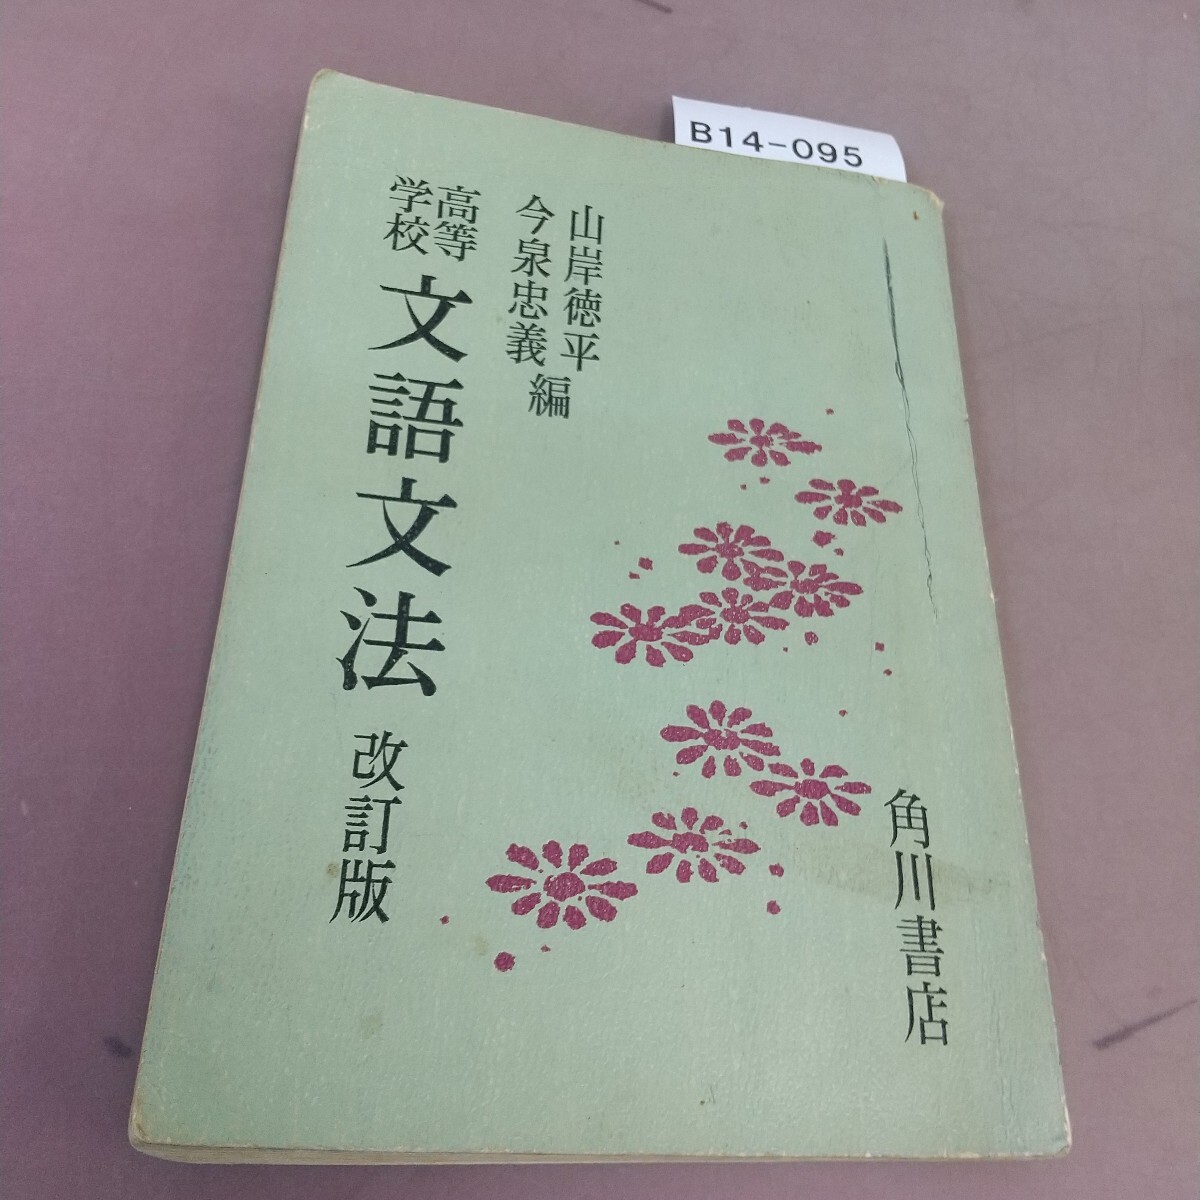 B14-095
山岸徳平
今泉忠義編
高等
学校
文語文法 改訂版
角川書店